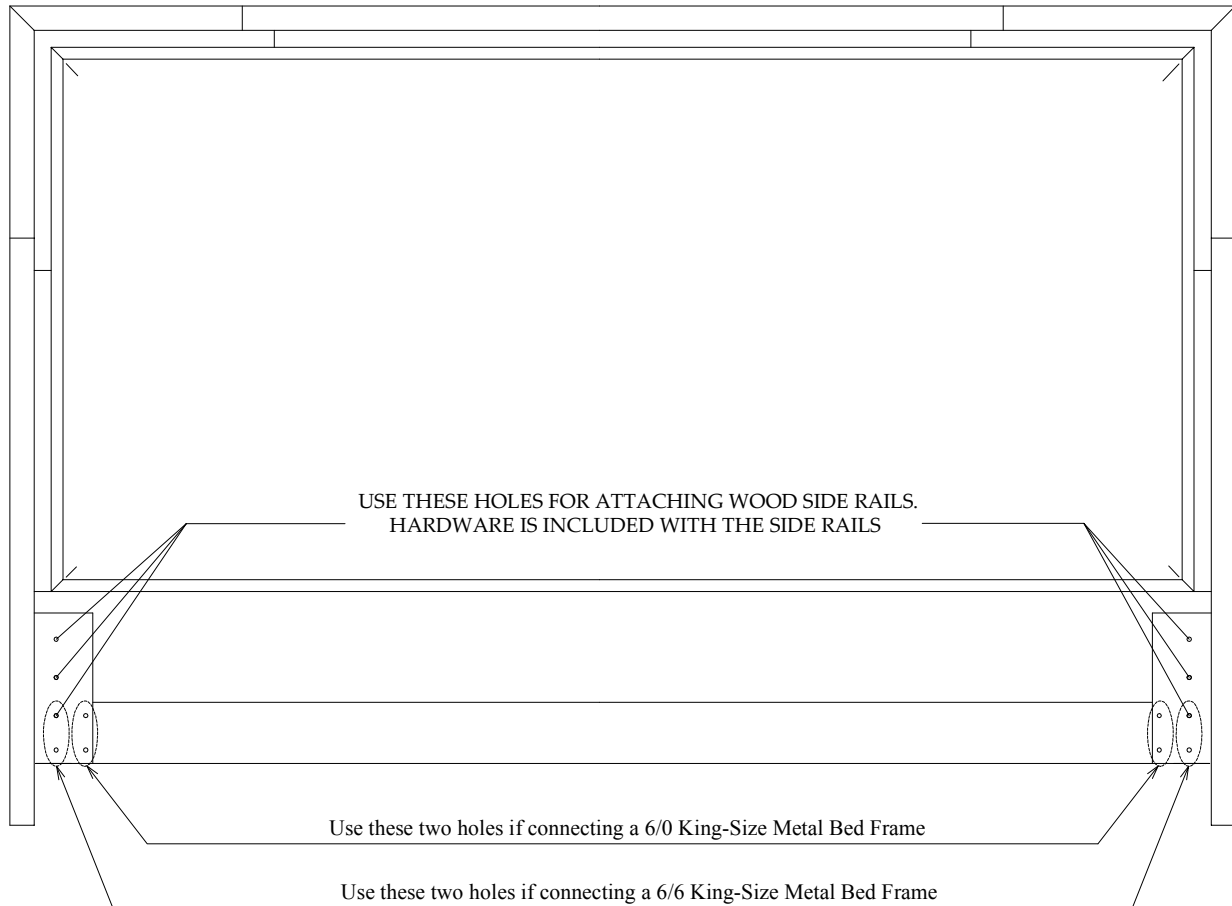 USE THESE HOLES FOR ATTACHING WOOD SIDE RAILS.
HARDWARE IS INCLUDED WITH THE SIDE RAILS
Use these two holes if connecting a 6/0 King-Size Metal Bed Frame
Use these two holes if connecting a 6/6 King-Size Metal Bed Frame